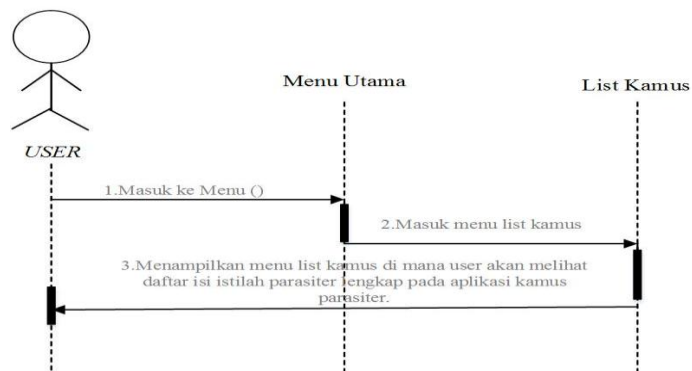 Menu Utama
List Kamus
USER
1.Masuk ke Menu ()
2.Masuk menu list kamus
3.Menampilkan menu list kamus di mana user akan melihat
daftar isi istilah parasiter lengkap pada aplikasi kamus
parasiter.